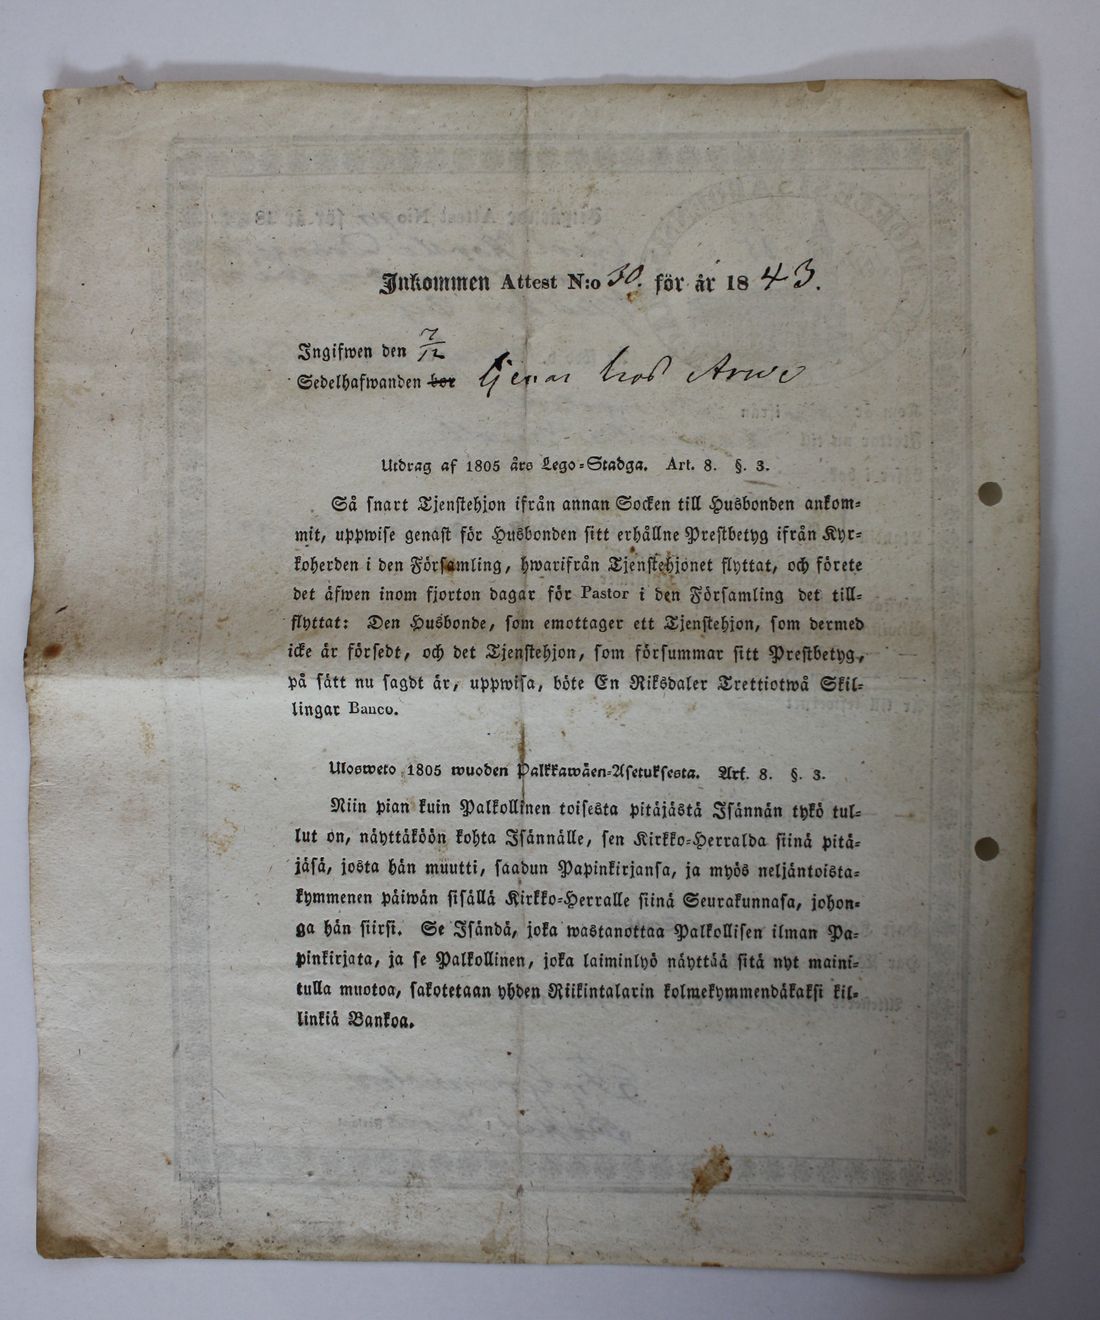 Inkommen Attest N:o 30. för år 1843.
Ingifwen den 7/12
Sedelhafwanden bor tjenar hos Arwe
Utdrag af 1805 års Lego-Stadga. Art. 8. §. 3.
Så snart Tjenstehjon ifrån annan Socken till Husbonden ankom-
mit, uppwise genast för Husbonden sitt erhållne Prestbetyg ifrån Kyr-
koherden i den Församling, hwarifrån Tjenstehjonet flyttat, och förete
det äfwen inom fjorton dagar för Pastor i den Församling det till-
flyttat: Den Husbonde, som emottager ett Tjenstehjon, som dermed
icke är försedt, och det Tjenstehjon, som försummar sitt Prestbetyg,
på sätt nu sagdt är, uppwisa, böte En Riksdaler Trettiotwå Skil-
lingar Banco.
Ulosweto 1805 wuoden Palkkawäen-Asetuksesta. Art. 8. §. 3.
Niin pian kuin Palkollinen toisesta pitäjästä Isännän tykö tul-
lut on, näyttäköön kohta Isännälle, sen Kirkko-Herralda siinä pitä-
jäsä, josta hän muutti, saadun Papinkirjansa, ja myös neljäntoista-
kymmenen päiwän sisällä Kirkko-Herralle siinä Seurakunnasa, johon-
ga hän siirsi. Se Isändä, joka wastanottaa Palkollisen ilman Pa-
pinkirjata, ja se Palkollinen, joka laiminlyö näyttää sitä nyt maini-
tulla muotoa, sakotetaan yhden Riikintalarin kolmekymmendäkaksi kil-
linkiä Bankoa.